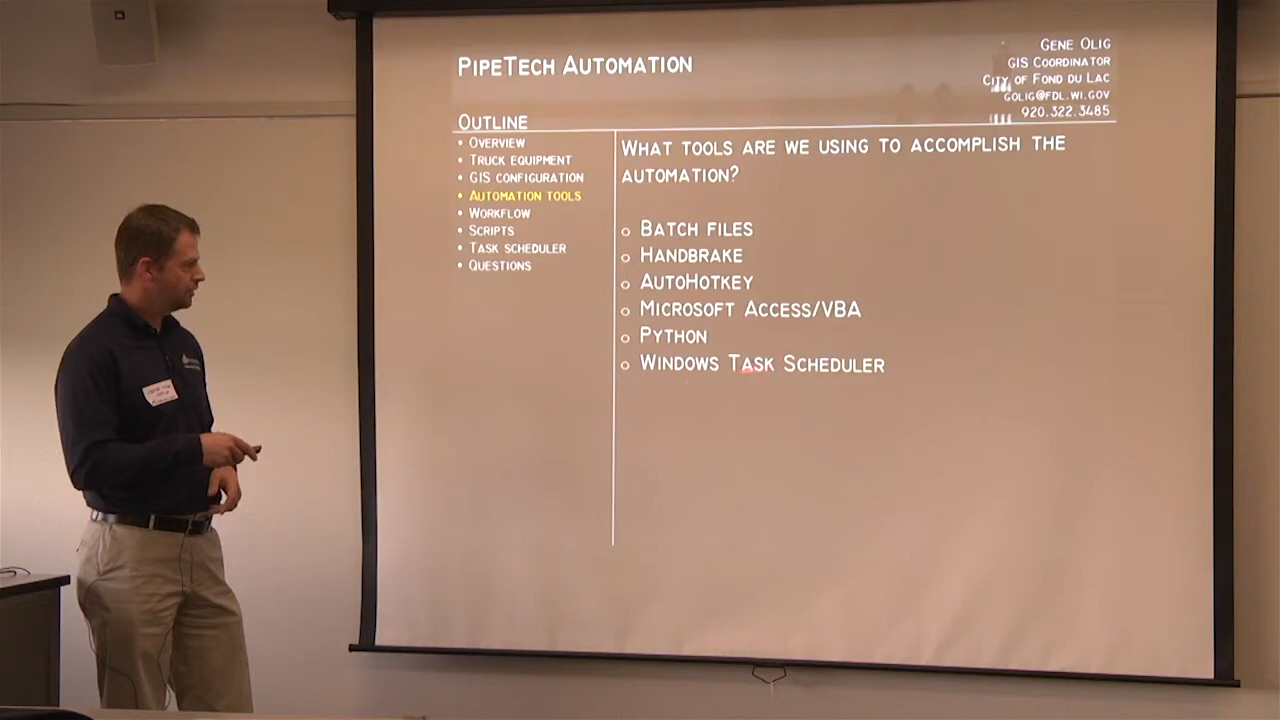 PipeTech Automation
Gene Olig
GIS Coordinator
City of Fond du Lac
golig@fdl.wi.gov
920.322.3485
Outline
• Overview
• Truck equipment
• GIS configuration
• Automation tools
• Workflow
• Scripts
• Task scheduler
• Questions
What tools are we using to accomplish the
automation?
o Batch files
o Handbrake
o AutoHotkey
o Microsoft Access/VBA
o Python
o Windows Task Scheduler